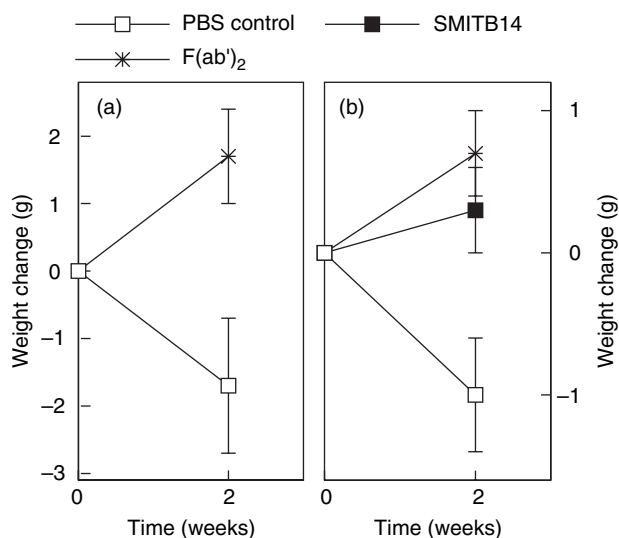 PBS control
SMITB14
F(ab')₂
(a)
(b)
Weight change (g)
2
1
0
−1
−2
−3
0
2
Time (weeks)
1
0
−1
Weight change (g)
0
2
Time (weeks)